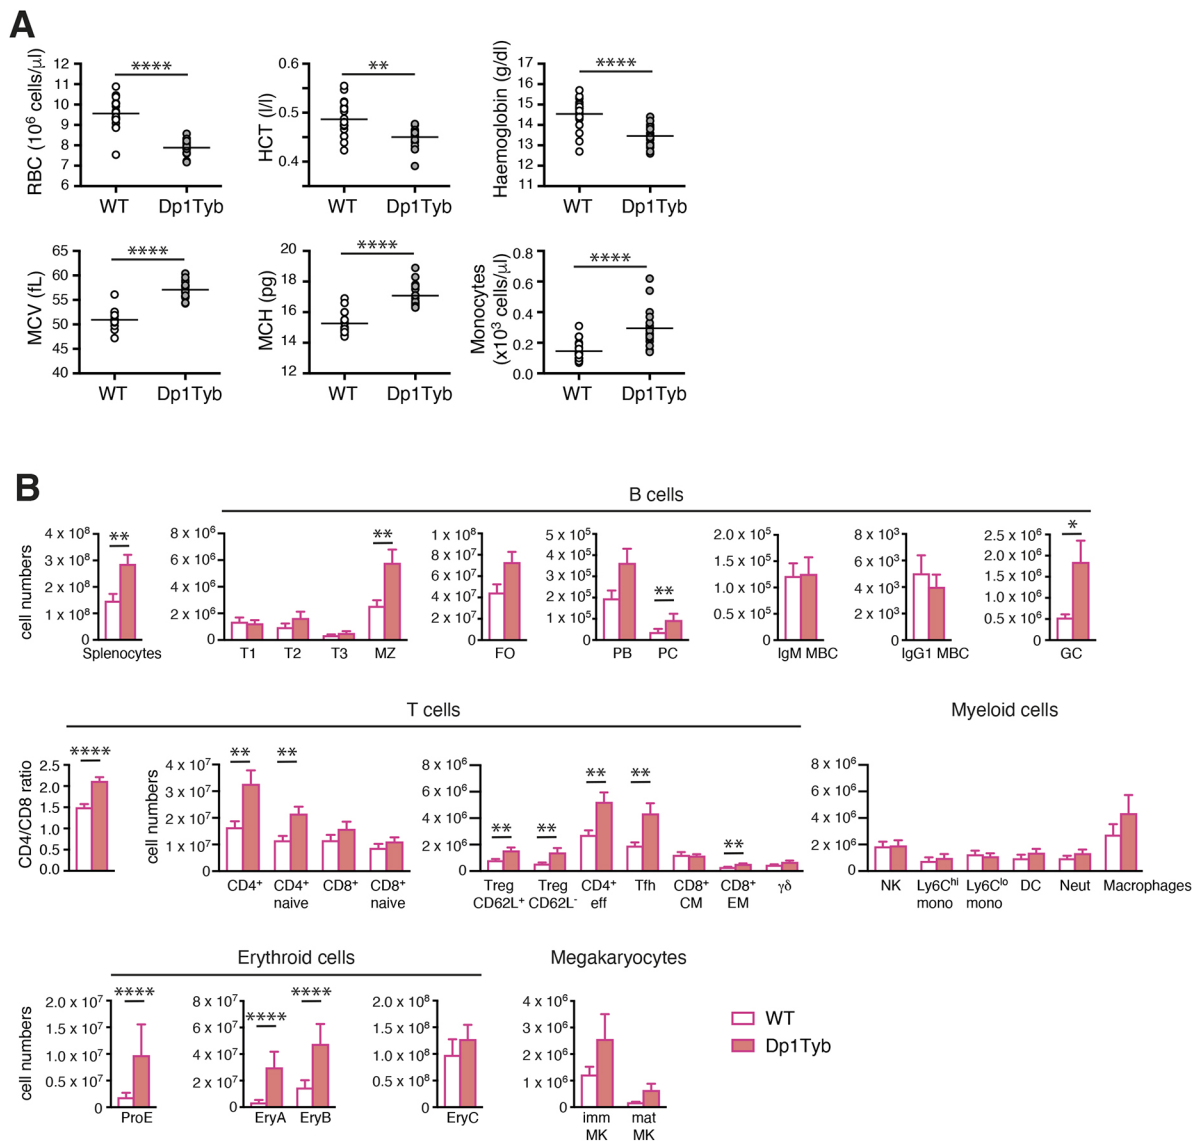 A
RBC (10⁶ cells/μl)
12
11
10
9
8
7
6
****
WT
Dp1Tyb
HCT (l/l)
0.6
0.5
0.4
**
WT
Dp1Tyb
Haemoglobin (g/dl)
17
16
15
14
13
12
11
****
WT
Dp1Tyb
MCV (fL)
65
60
55
50
45
40
****
WT
Dp1Tyb
MCH (pg)
20
18
16
14
12
****
WT
Dp1Tyb
Monocytes
(x10³ cells/μl)
0.8
0.6
0.4
0.2
0.0
****
WT
Dp1Tyb
B
B cells
cell numbers
4 x 10⁸
3 x 10⁸
2 x 10⁸
1 x 10⁸
0
**
Splenocytes
8 x 10⁶
6 x 10⁶
4 x 10⁶
2 x 10⁶
0
**
T1
T2
T3
MZ
1 x 10⁸
8 x 10⁷
6 x 10⁷
4 x 10⁷
2 x 10⁷
0
FO
5 x 10⁵
4 x 10⁵
3 x 10⁵
2 x 10⁵
1 x 10⁵
0
**
PB
PC
2.0 x 10⁵
1.5 x 10⁵
1.0 x 10⁵
0.5 x 10⁵
0
IgM MBC
8 x 10³
6 x 10³
4 x 10³
2 x 10³
0
IgG1 MBC
2.5 x 10⁶
2.0 x 10⁶
1.5 x 10⁶
1.0 x 10⁶
0.5 x 10⁶
0
*
GC
T cells
Myeloid cells
CD4/CD8 ratio
2.5
2.0
1.5
1.0
0.5
0.0
****
cell numbers
4 x 10⁷
3 x 10⁷
2 x 10⁷
1 x 10⁷
0
**
**
CD4⁺
CD4⁺
naive
CD8⁺
CD8⁺
naive
8 x 10⁶
6 x 10⁶
4 x 10⁶
2 x 10⁶
0
**
**
**
**
**
Treg
CD62L⁺
Treg
CD62L⁻
CD4⁺
eff
Tfh
CD8⁺
CM
CD8⁺
EM
γδ
8 x 10⁶
6 x 10⁶
4 x 10⁶
2 x 10⁶
0
NK
Ly6Cʰⁱ
mono
Ly6Cˡᵒ
mono
DC
Neut
Macrophages
Erythroid cells
Megakaryocytes
cell numbers
2.0 x 10⁷
1.5 x 10⁷
1.0 x 10⁷
0.5 x 10⁷
0
****
ProE
8 x 10⁷
6 x 10⁷
4 x 10⁷
2 x 10⁷
0
****
****
EryA
EryB
2.0 x 10⁸
1.5 x 10⁸
1.0 x 10⁸
0.5 x 10⁸
0
EryC
4 x 10⁶
3 x 10⁶
2 x 10⁶
1 x 10⁶
0
imm
MK
mat
MK
WT
Dp1Tyb